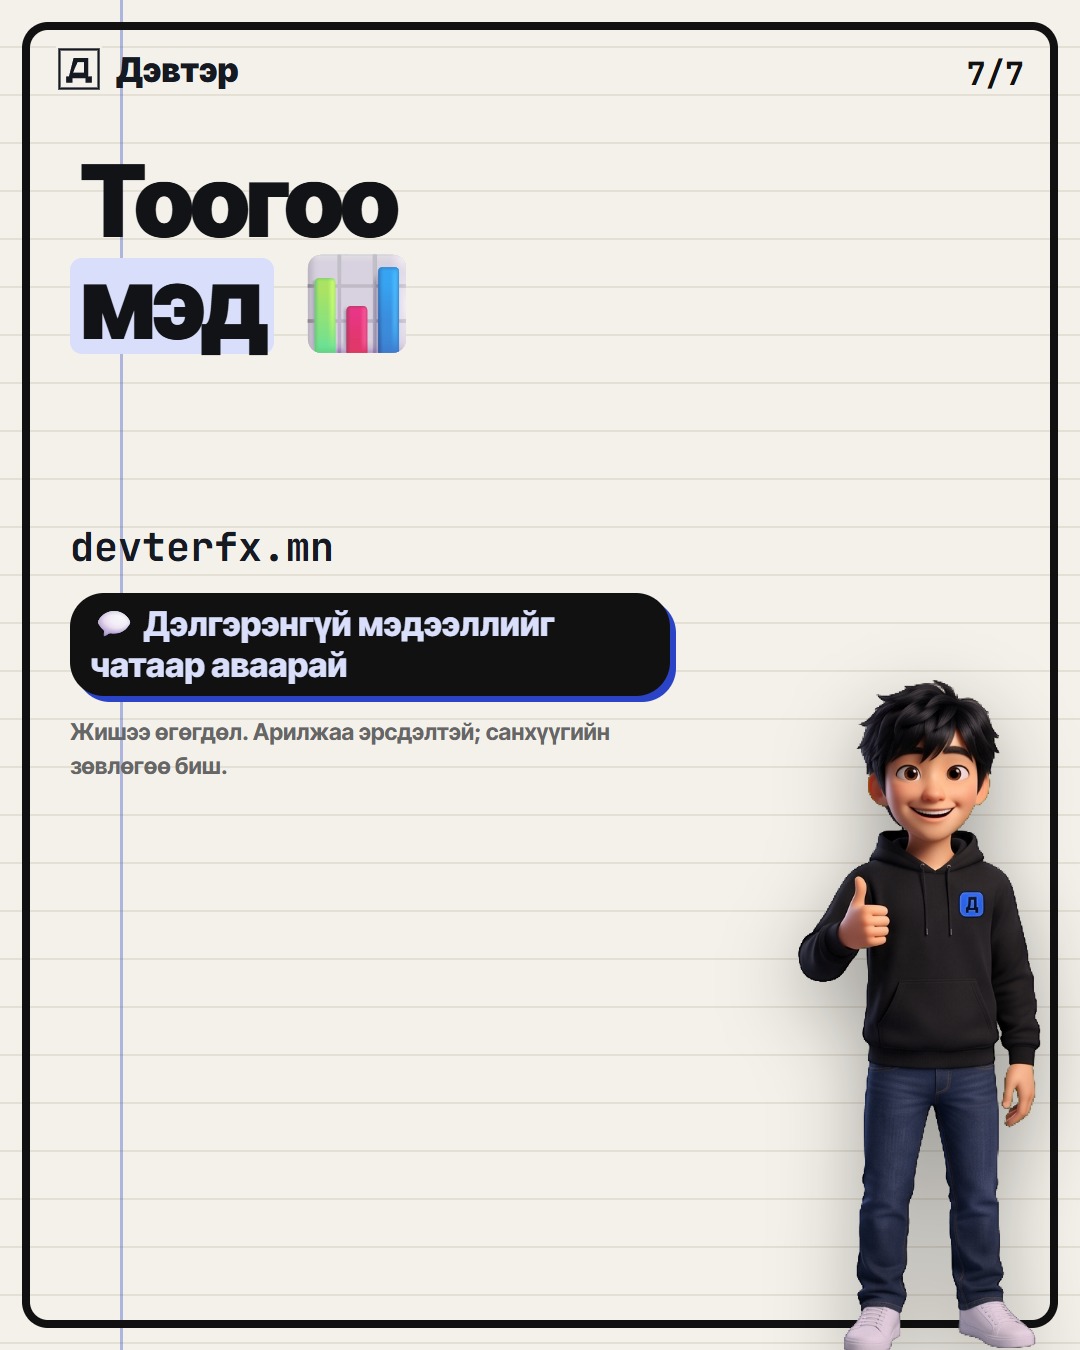 Д Дэвтэр
7/7
Тоогоо
мэд
devterfx.mn
Дэлгэрэнгүй мэдээллийг
чатаар аваарай
Жишээ өгөгдөл. Арилжаа эрсдэлтэй; санхүүгийн
зөвлөгөө биш.
Д